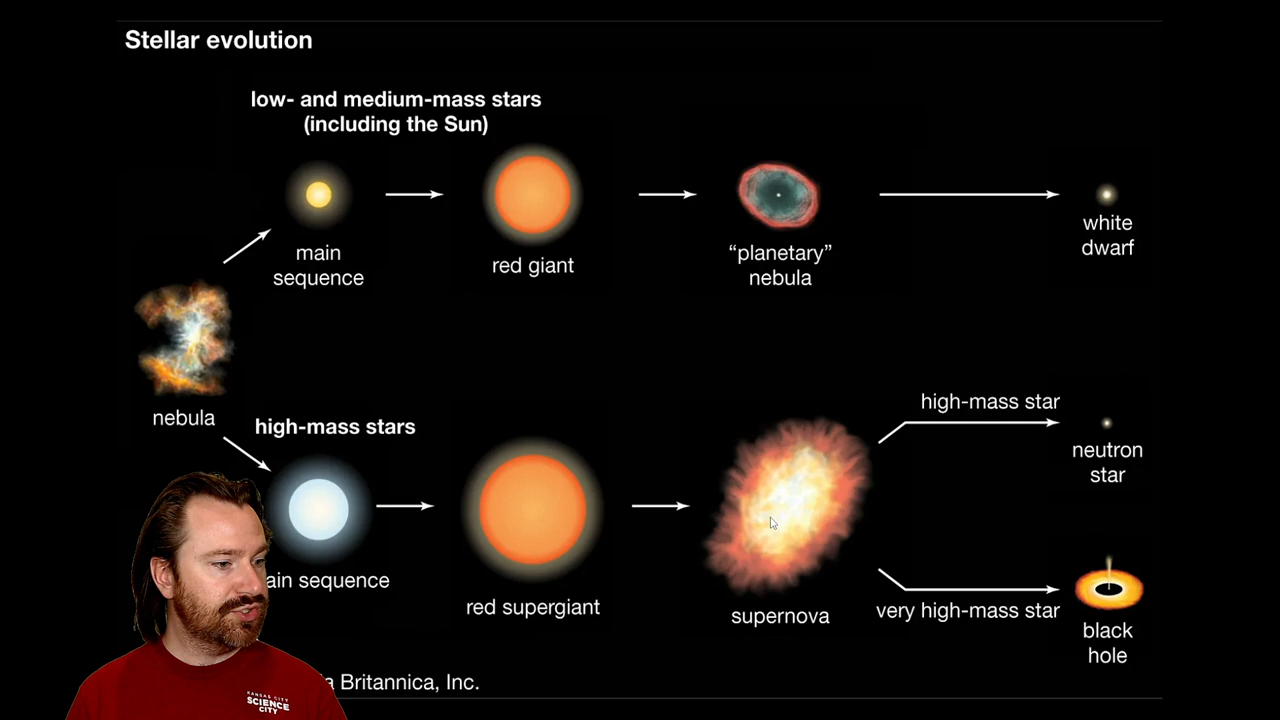 Stellar evolution
low- and medium-mass stars
(including the Sun)
main
sequence
red giant
“planetary”
nebula
white
dwarf
nebula
high-mass stars
ain sequence
red supergiant
supernova
high-mass star
neutron
star
very high-mass star
black
hole
a Britannica, Inc.
KANSAS CITY
SCIENCE
CITY